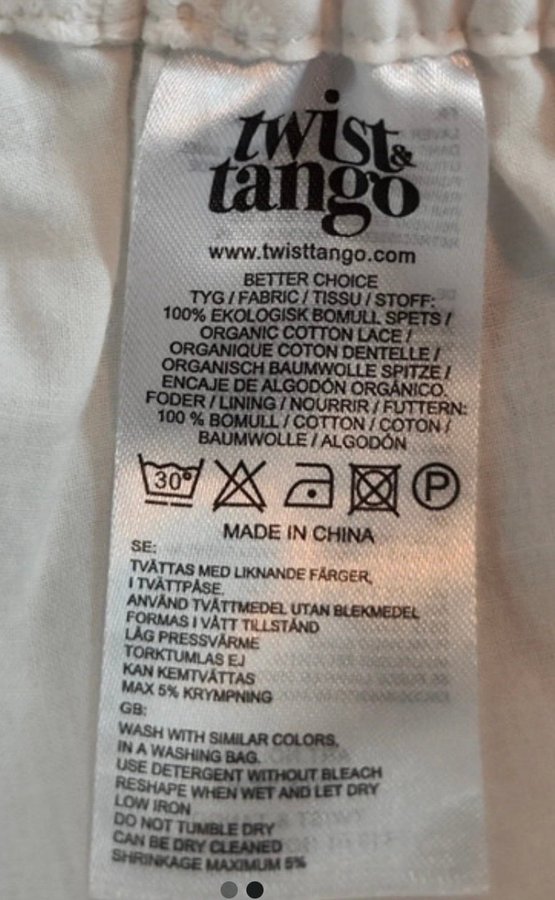 twist &
tango
www.twisttango.com
BETTER CHOICE
TYG / FABRIC / TISSU / STOFF:
100% EKOLOGISK BOMULL SPETS /
ORGANIC COTTON LACE /
ORGANIQUE COTON DENTELLE /
ORGANISCH BAUMWOLLE SPITZE /
ENCAJE DE ALGODÓN ORGÁNICO.
FODER / LINING / NOURRIR / FUTTERN:
100 % BOMULL / COTTON / COTON /
BAUMWOLLE / ALGODÓN
30° P
MADE IN CHINA
SE:
TVÄTTAS MED LIKNANDE FÄRGER,
I TVÄTTPÅSE.
ANVÄND TVÄTTMEDEL UTAN BLEKMEDEL
FORMAS I VÅTT TILLSTÅND
LÅG PRESSVÄRME
TORKTUMLAS EJ
KAN KEMTVÄTTAS
MAX 5% KRYMPNING
GB:
WASH WITH SIMILAR COLORS,
IN A WASHING BAG.
USE DETERGENT WITHOUT BLEACH
RESHAPE WHEN WET AND LET DRY
LOW IRON
DO NOT TUMBLE DRY
CAN BE DRY CLEANED
SHRINKAGE MAXIMUM 5%